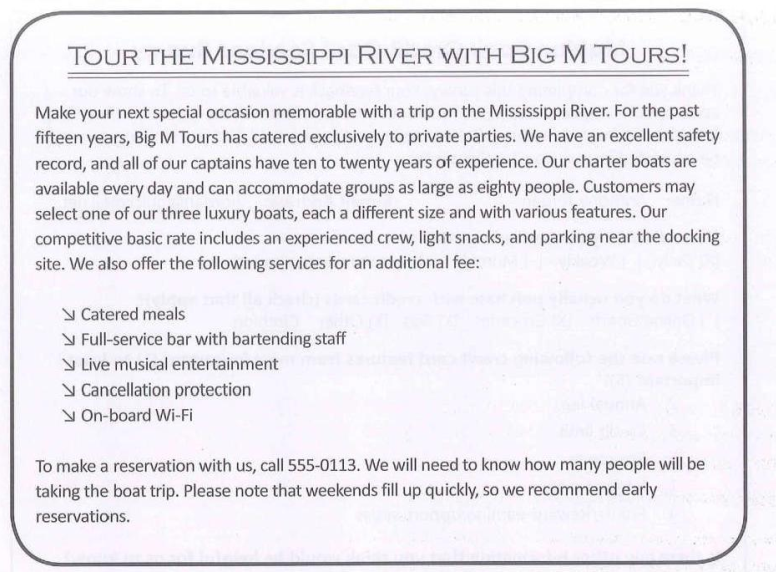 TOUR THE MISSISSIPPI RIVER WITH BIG M TOURS!
Make your next special occasion memorable with a trip on the Mississippi River. For the past
fifteen years, Big M Tours has catered exclusively to private parties. We have an excellent safety
record, and all of our captains have ten to twenty years of experience. Our charter boats are
available every day and can accommodate groups as large as eighty people. Customers may
select one of our three luxury boats, each a different size and with various features. Our
competitive basic rate includes an experienced crew, light snacks, and parking near the docking
site. We also offer the following services for an additional fee:
↘ Catered meals
↘ Full-service bar with bartending staff
↘ Live musical entertainment
↘ Cancellation protection
↘ On-board Wi-Fi
To make a reservation with us, call 555-0113. We will need to know how many people will be
taking the boat trip. Please note that weekends fill up quickly, so we recommend early
reservations.